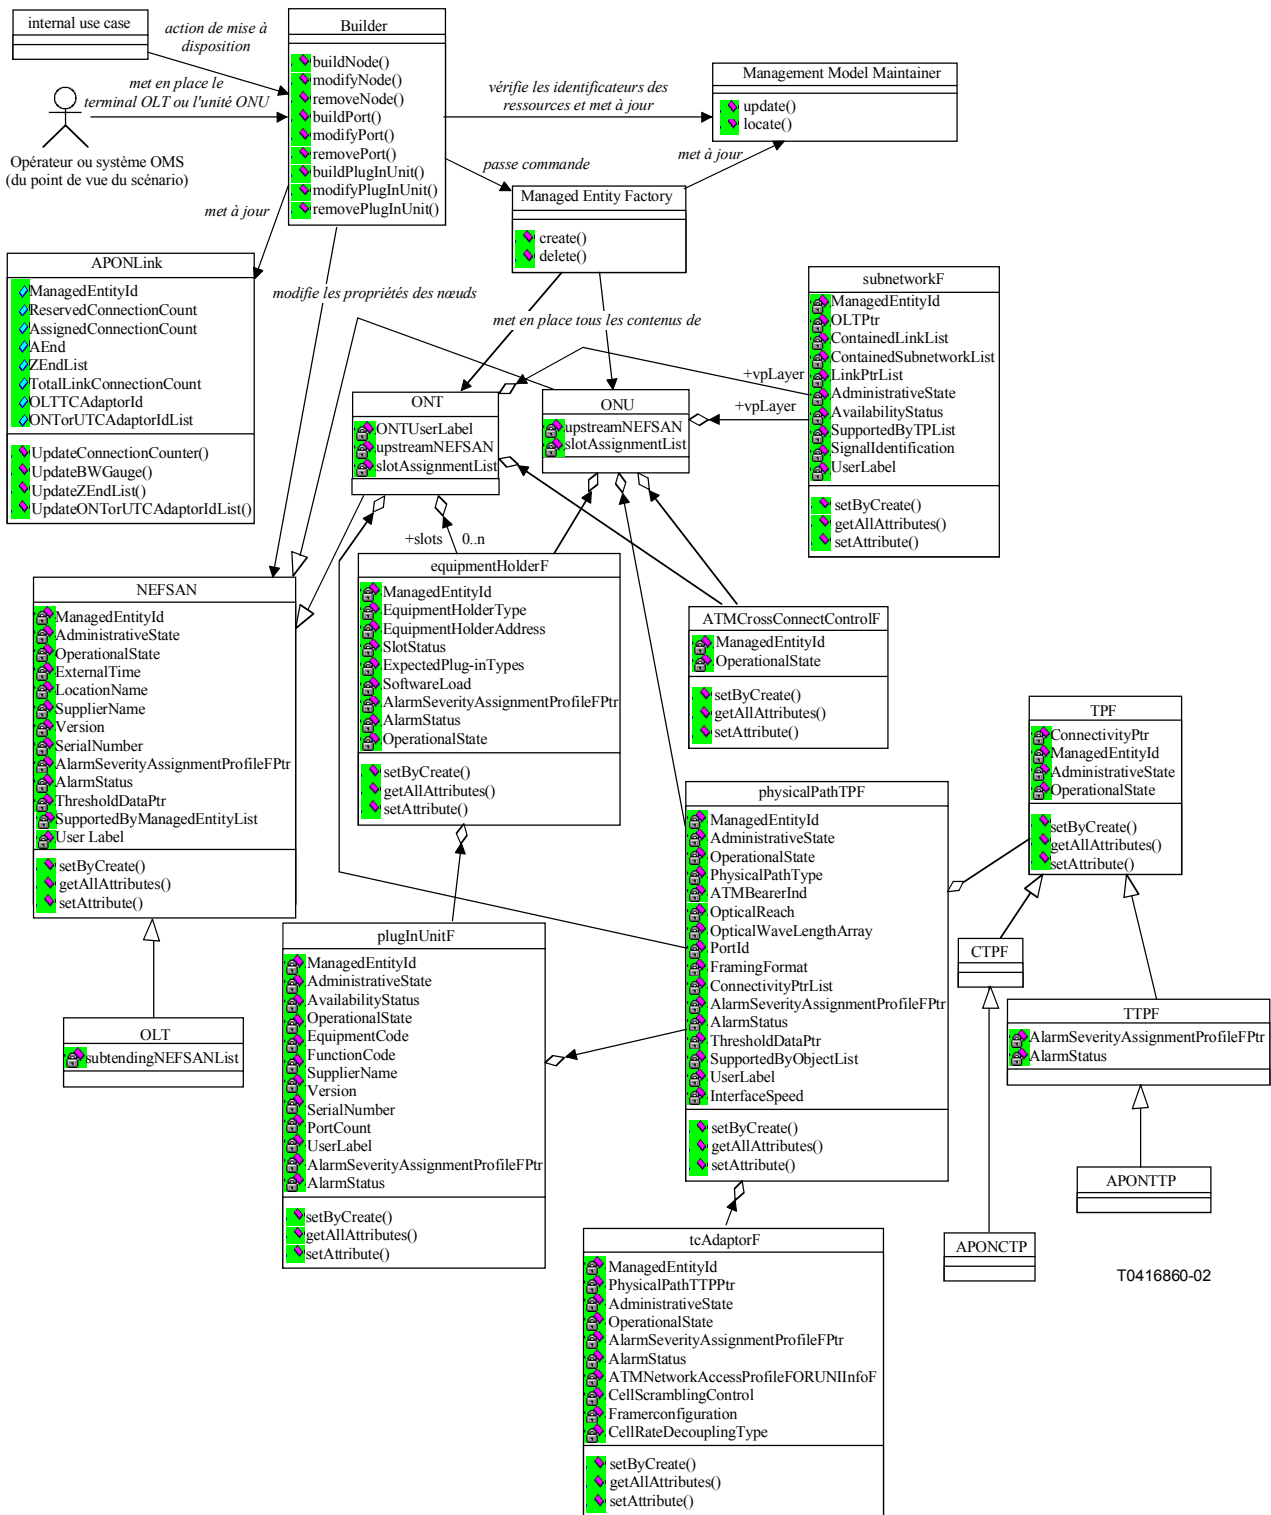 internal use case
action de mise à
disposition
met en place le
terminal OLT ou l'unité ONU
Opérateur ou système OMS
(du point de vue du scénario)
Builder
buildNode()
modifyNode()
removeNode()
buildPort()
modifyPort()
removePort()
buildPlugInUnit()
modifyPlugInUnit()
removePlugInUnit()
vérifie les identificateurs des
ressources et met à jour
Management Model Maintainer
update()
locate()
passe commande
met à jour
Managed Entity Factory
create()
delete()
met à jour
APONLink
ManagedEntityId
ReservedConnectionCount
AssignedConnectionCount
AEnd
ZEndList
TotalLinkConnectionCount
OLTTCAdaptorId
ONTorUTCAdaptorIdList
UpdateConnectionCounter()
UpdateBWGauge()
UpdateZEndList()
UpdateONTorUTCAdaptorIdList()
modifie les propriétés des nœuds
met en place tous les contenus de
subnetworkF
ManagedEntityId
OLTPtr
ContainedLinkList
ContainedSubnetworkList
LinkPtrList
AdministrativeState
AvailabilityStatus
SupportedByTPList
SignalIdentification
UserLabel
setByCreate()
getAllAttributes()
setAttribute()
+vpLayer
+vpLayer
ONT
ONTUserLabel
upstreamNEFSAN
slotAssignmentList
ONU
upstreamNEFSAN
slotAssignmentList
+slots 0..n
NEFSAN
ManagedEntityId
AdministrativeState
OperationalState
ExternalTime
LocationName
SupplierName
Version
SerialNumber
AlarmSeverityAssignmentProfileFPtr
AlarmStatus
ThresholdDataPtr
SupportedByManagedEntityList
User Label
setByCreate()
getAllAttributes()
setAttribute()
equipmentHolderF
ManagedEntityId
EquipmentHolderType
EquipmentHolderAddress
SlotStatus
ExpectedPlug-inTypes
SoftwareLoad
AlarmSeverityAssignmentProfileFPtr
AlarmStatus
OperationalState
setByCreate()
getAllAttributes()
setAttribute()
ATMCrossConnectControlF
ManagedEntityId
OperationalState
setByCreate()
getAllAttributes()
setAttribute()
TPF
ConnectivityPtr
ManagedEntityId
AdministrativeState
OperationalState
setByCreate()
getAllAttributes()
setAttribute()
physicalPathTPF
ManagedEntityId
AdministrativeState
OperationalState
PhysicalPathType
ATMBearerInd
OpticalReach
OpticalWaveLengthArray
PortId
FramingFormat
ConnectivityPtrList
AlarmSeverityAssignmentProfileFPtr
AlarmStatus
ThresholdDataPtr
SupportedByObjectList
UserLabel
InterfaceSpeed
setByCreate()
getAllAttributes()
setAttribute()
plugInUnitF
ManagedEntityId
AdministrativeState
AvailabilityStatus
OperationalState
EquipmentCode
FunctionCode
SupplierName
Version
SerialNumber
PortCount
UserLabel
AlarmSeverityAssignmentProfileFPtr
AlarmStatus
setByCreate()
getAllAttributes()
setAttribute()
OLT
subtendingNEFSANList
CTPF
TTPF
AlarmSeverityAssignmentProfileFPtr
AlarmStatus
APONTTP
APONCTP
tcAdaptorF
ManagedEntityId
PhysicalPathTTPPtr
AdministrativeState
OperationalState
AlarmSeverityAssignmentProfileFPtr
AlarmStatus
ATMNetworkAccessProfileFORUNIInfoF
CellScramblingControl
Framerconfiguration
CellRateDecouplingType
setByCreate()
getAllAttributes()
setAttribute()
T0416860-02